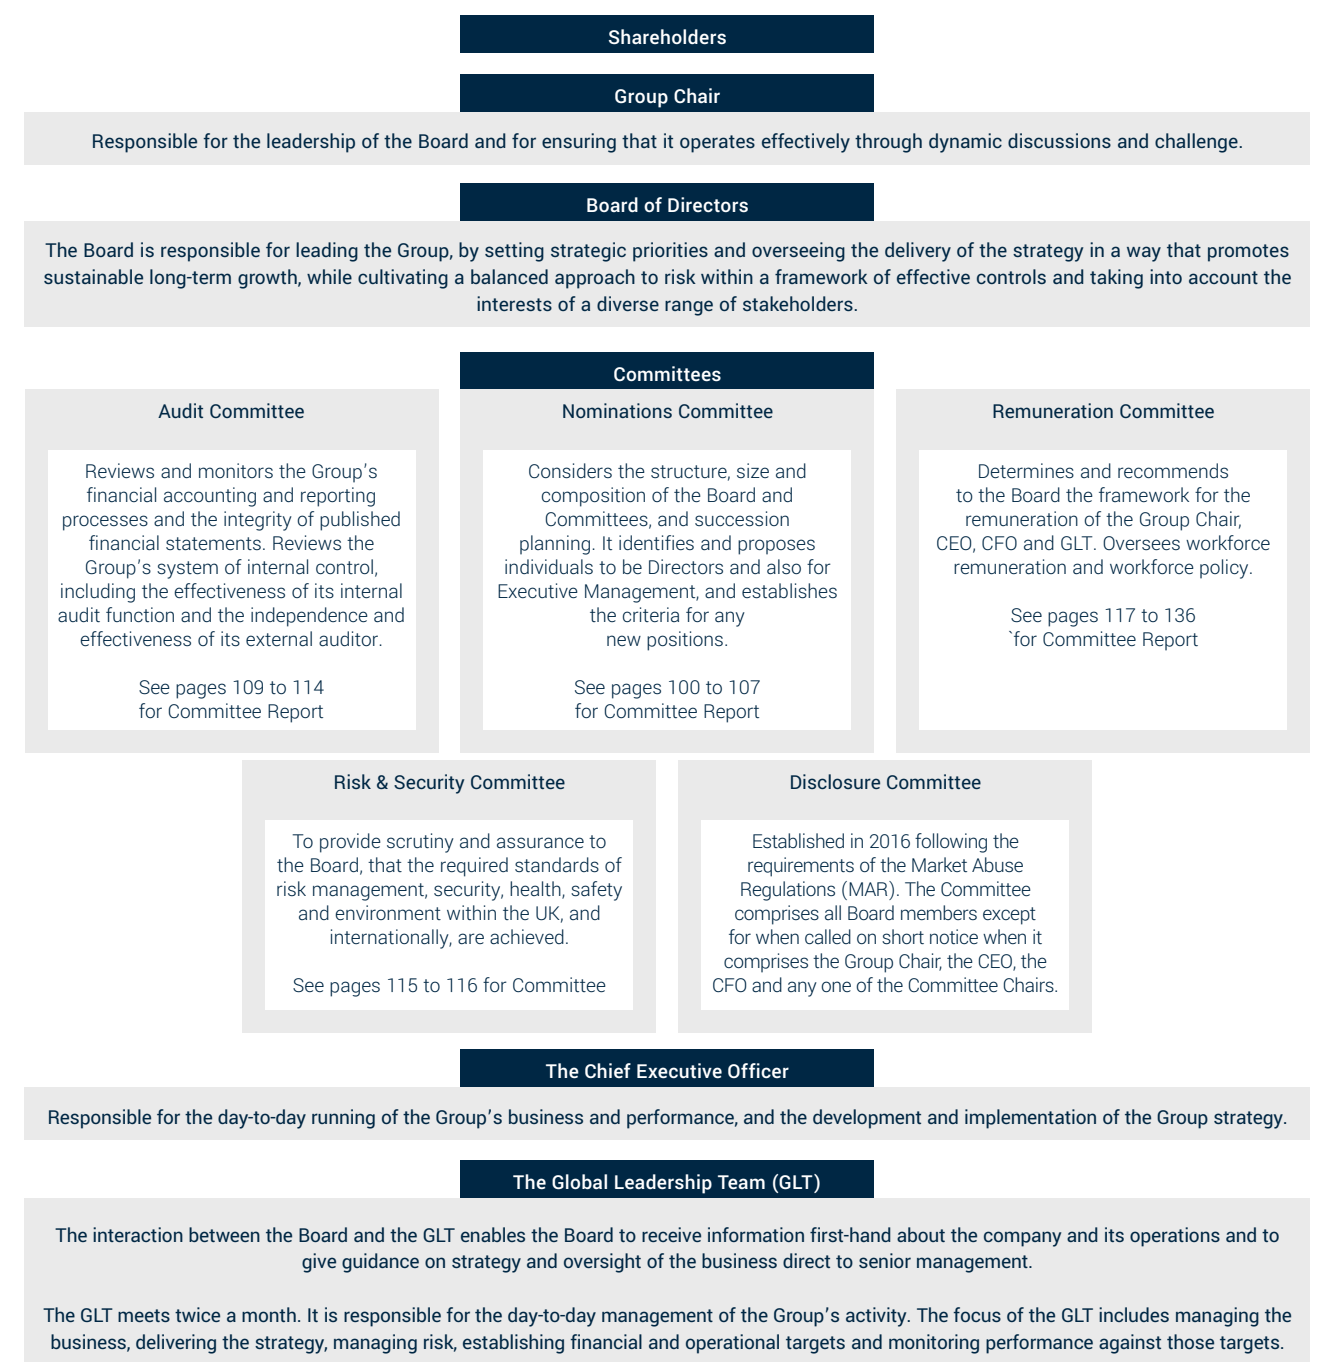 Shareholders
Group Chair
Responsible for the leadership of the Board and for ensuring that it operates effectively through dynamic discussions and challenge.
Board of Directors
The Board is responsible for leading the Group, by setting strategic priorities and overseeing the delivery of the strategy in a way that promotes
sustainable long-term growth, while cultivating a balanced approach to risk within a framework of effective controls and taking into account the
interests of a diverse range of stakeholders.
Committees
Audit Committee
Reviews and monitors the Group's
financial accounting and reporting
processes and the integrity of published
financial statements. Reviews the
Group's system of internal control,
including the effectiveness of its internal
audit function and the independence and
effectiveness of its external auditor.
See pages 109 to 114
for Committee Report
Nominations Committee
Considers the structure, size and
composition of the Board and
Committees, and succession
planning. It identifies and proposes
individuals to be Directors and also for
Executive Management, and establishes
the criteria for any
new positions.
See pages 100 to 107
for Committee Report
Remuneration Committee
Determines and recommends
to the Board the framework for the
remuneration of the Group Chair,
CEO, CFO and GLT. Oversees workforce
remuneration and workforce policy.
See pages 117 to 136
`for Committee Report
Risk & Security Committee
To provide scrutiny and assurance to
the Board, that the required standards of
risk management, security, health, safety
and environment within the UK, and
internationally, are achieved.
See pages 115 to 116 for Committee
Disclosure Committee
Established in 2016 following the
requirements of the Market Abuse
Regulations (MAR). The Committee
comprises all Board members except
for when called on short notice when it
comprises the Group Chair, the CEO, the
CFO and any one of the Committee Chairs.
The Chief Executive Officer
Responsible for the day-to-day running of the Group's business and performance, and the development and implementation of the Group strategy.
The Global Leadership Team (GLT)
The interaction between the Board and the GLT enables the Board to receive information first-hand about the company and its operations and to
give guidance on strategy and oversight of the business direct to senior management.
The GLT meets twice a month. It is responsible for the day-to-day management of the Group's activity. The focus of the GLT includes managing the
business, delivering the strategy, managing risk, establishing financial and operational targets and monitoring performance against those targets.